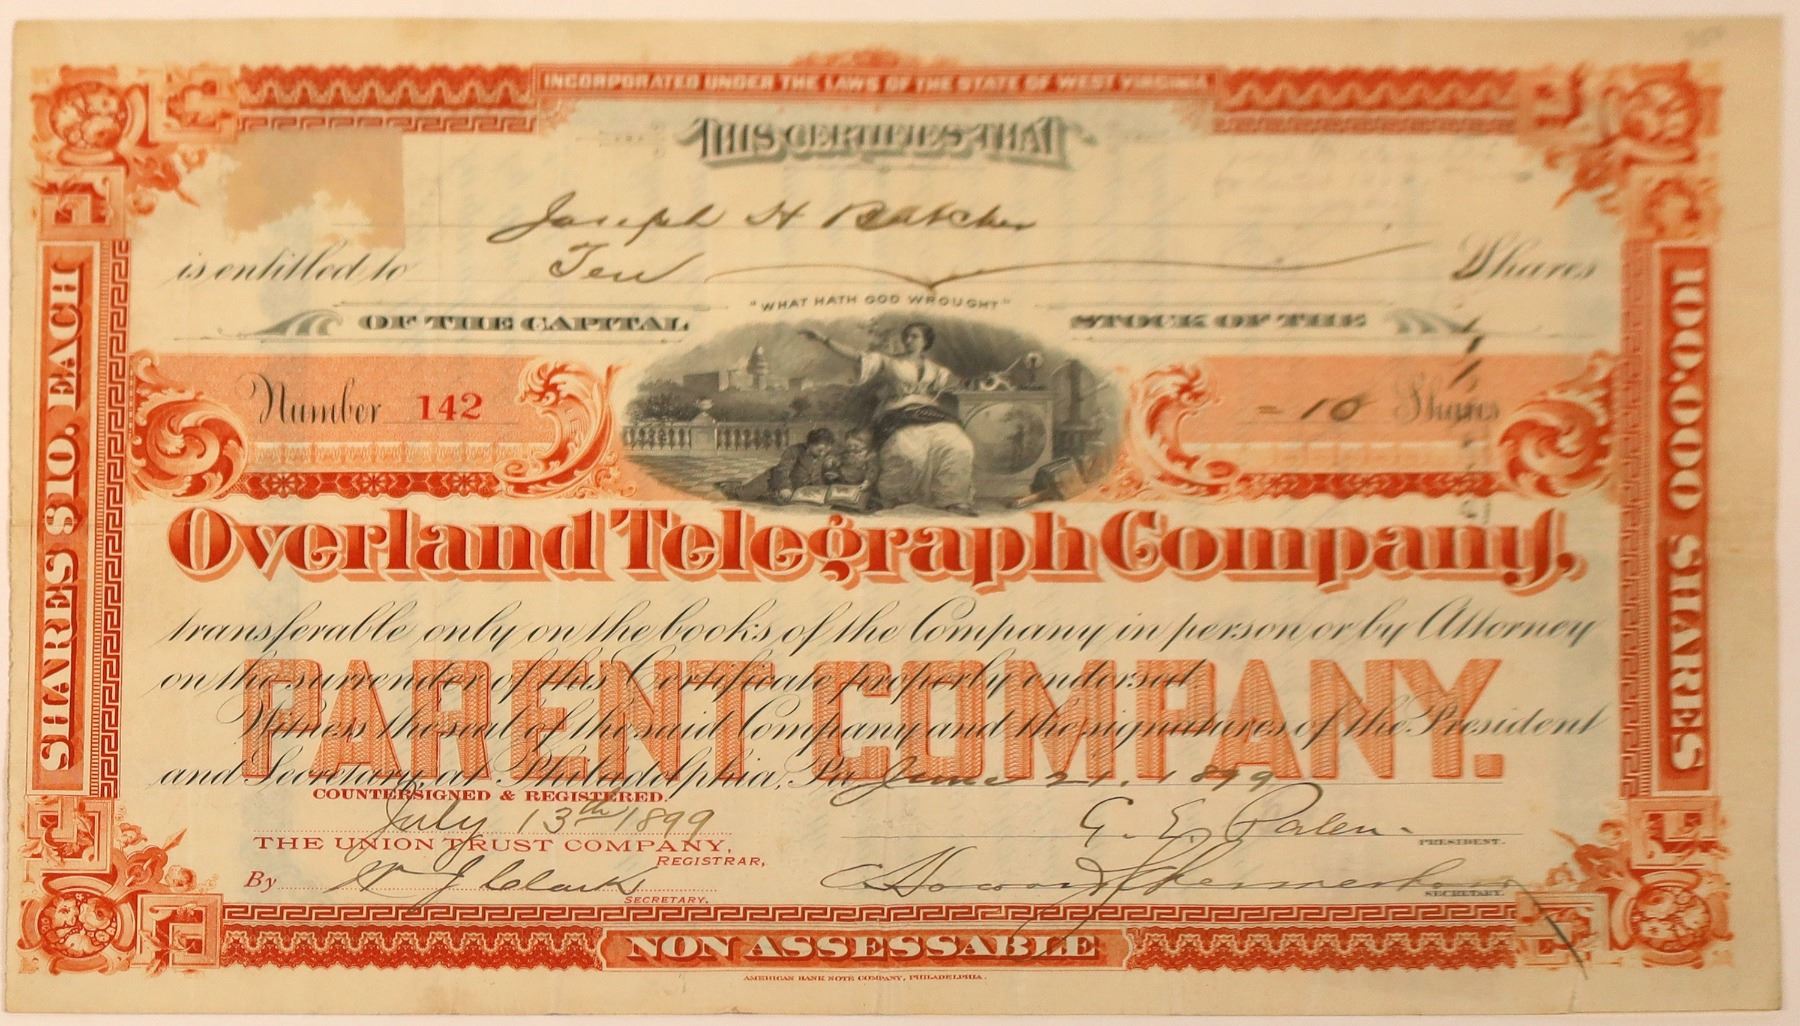 INCORPORATED UNDER THE LAWS OF THE STATE OF WEST VIRGINIA
THIS CERTIFIES THAT
Joseph H
is entitled to Ten Shares
"WHAT HATH GOD WROUGHT"
OF THE CAPITAL STOCK OF THE
Number 142
10 Shares
Overland Telegraph Company,
transferable only on the books of the Company in person or by Attorney
on the surrender of this Certificate properly endorsed.
PARENT COMPANY.
Witness the seal of the said Company and the signatures of the President
and Secretary, at Philadelphia, Pa June 21. 1899
COUNTERSIGNED & REGISTERED.
July 13th 1899
G. E. Palen.
PRESIDENT.
THE UNION TRUST COMPANY,
REGISTRAR,
By W J Clark
SECRETARY.
SECRETARY.
NON ASSESSABLE
AMERICAN BANK NOTE COMPANY, PHILADELPHIA.
SHARES $10. EACH
100,000 SHARES